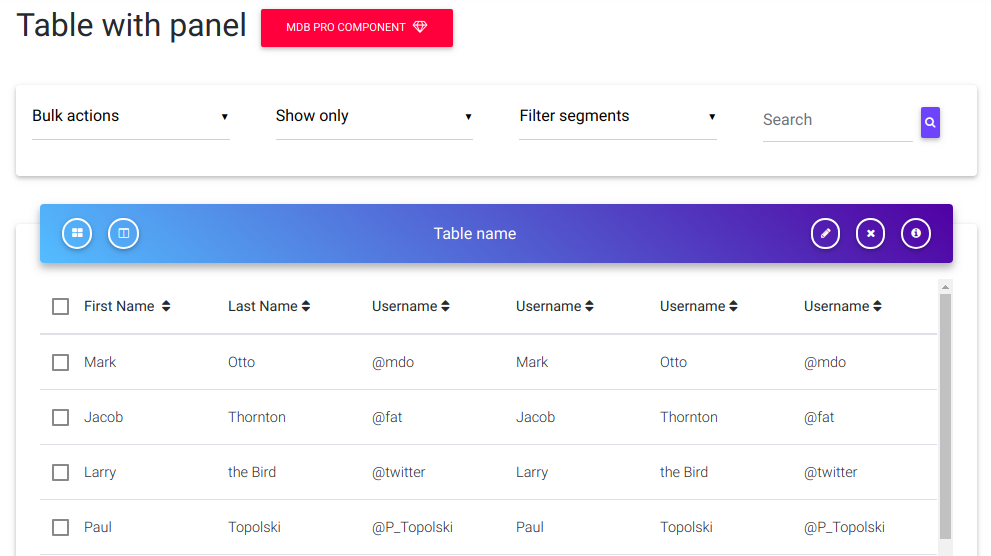 Table with panel MDB PRO COMPONENT
Bulk actions Show only Filter segments Search
Table name
First Name Last Name Username Username Username Username
Mark Otto @mdo Mark Otto @mdo
Jacob Thornton @fat Jacob Thornton @fat
Larry the Bird @twitter Larry the Bird @twitter
Paul Topolski @P_Topolski Paul Topolski @P_Topolski